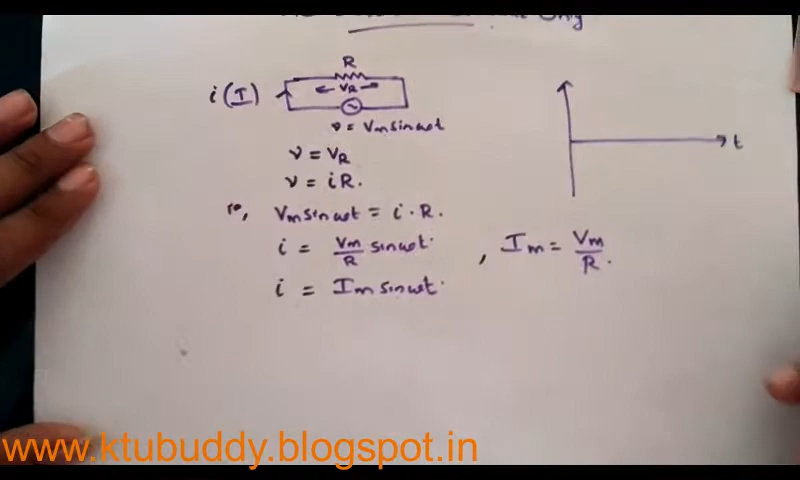 R
i (I)
VR
v = Vm sin ωt
v = VR
v = iR.
Vm sin ωt = i · R.
i = Vm/R sin ωt , Im = Vm/R.
i = Im sin ωt
t
www.ktubuddy.blogspot.in